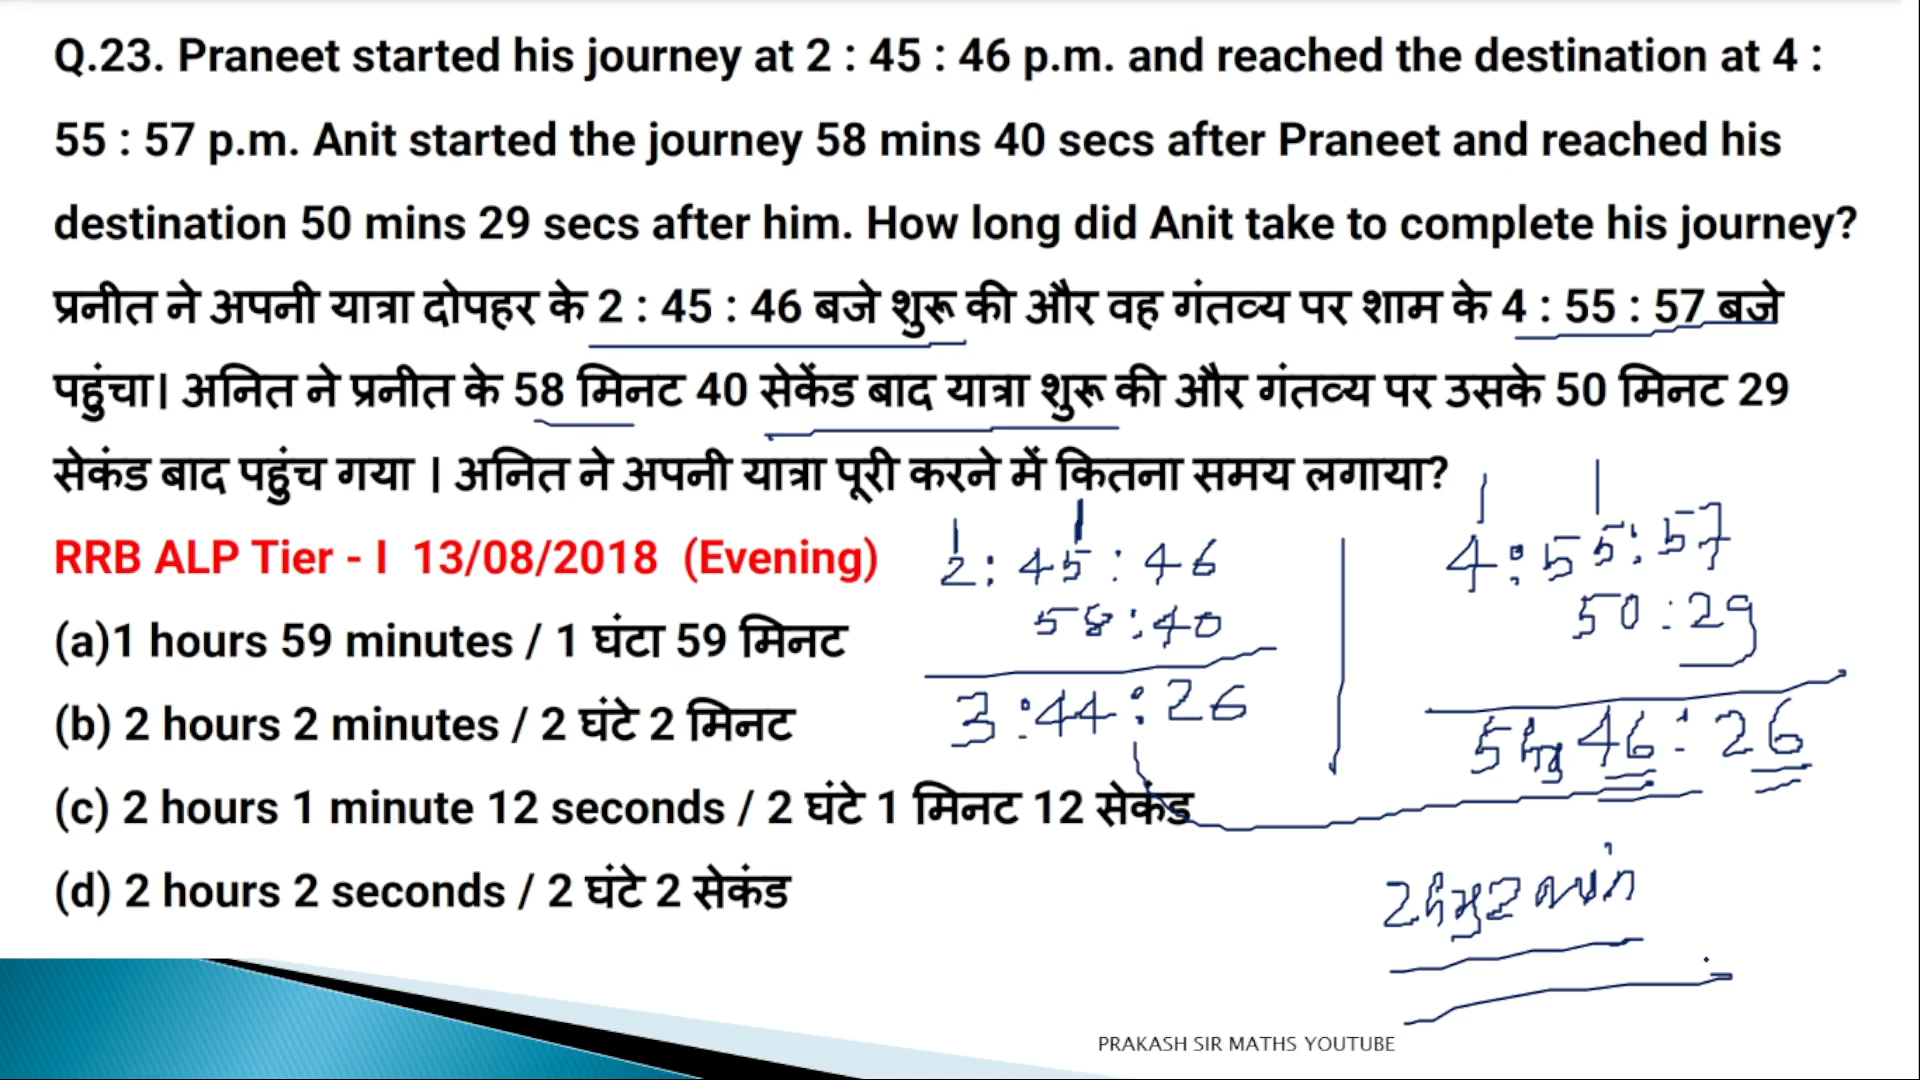 Q.23. Praneet started his journey at 2 : 45 : 46 p.m. and reached the destination at 4 :
55 : 57 p.m. Anit started the journey 58 mins 40 secs after Praneet and reached his
destination 50 mins 29 secs after him. How long did Anit take to complete his journey?
प्रनीत ने अपनी यात्रा दोपहर के 2 : 45 : 46 बजे शुरू की और वह गंतव्य पर शाम के 4 : 55 : 57 बजे
पहुंचा। अनित ने प्रनीत के 58 मिनट 40 सेकेंड बाद यात्रा शुरू की और गंतव्य पर उसके 50 मिनट 29
सेकंड बाद पहुंच गया । अनित ने अपनी यात्रा पूरी करने में कितना समय लगाया?
RRB ALP Tier - I 13/08/2018 (Evening)
(a)1 hours 59 minutes / 1 घंटा 59 मिनट
(b) 2 hours 2 minutes / 2 घंटे 2 मिनट
(c) 2 hours 1 minute 12 seconds / 2 घंटे 1 मिनट 12 सेकंड
(d) 2 hours 2 seconds / 2 घंटे 2 सेकंड
1 1
2 : 45 : 46
58 : 40
3 : 44 : 26
1 1
4 : 55 : 57
50 : 29
5 46 : 26
PRAKASH SIR MATHS YOUTUBE